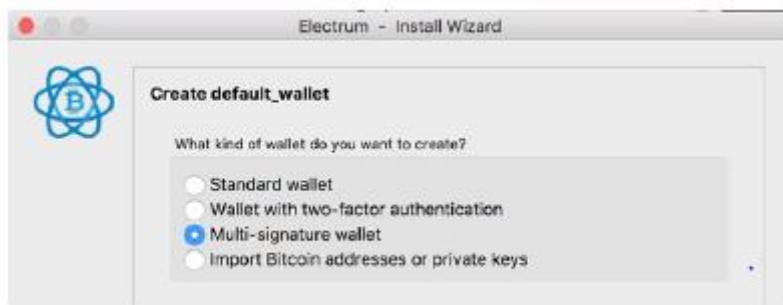 Electrum - Install Wizard
Create default_wallet
What kind of wallet do you want to create?
Standard wallet
Wallet with two-factor authentication
Multi-signature wallet
Import Bitcoin addresses or private keys